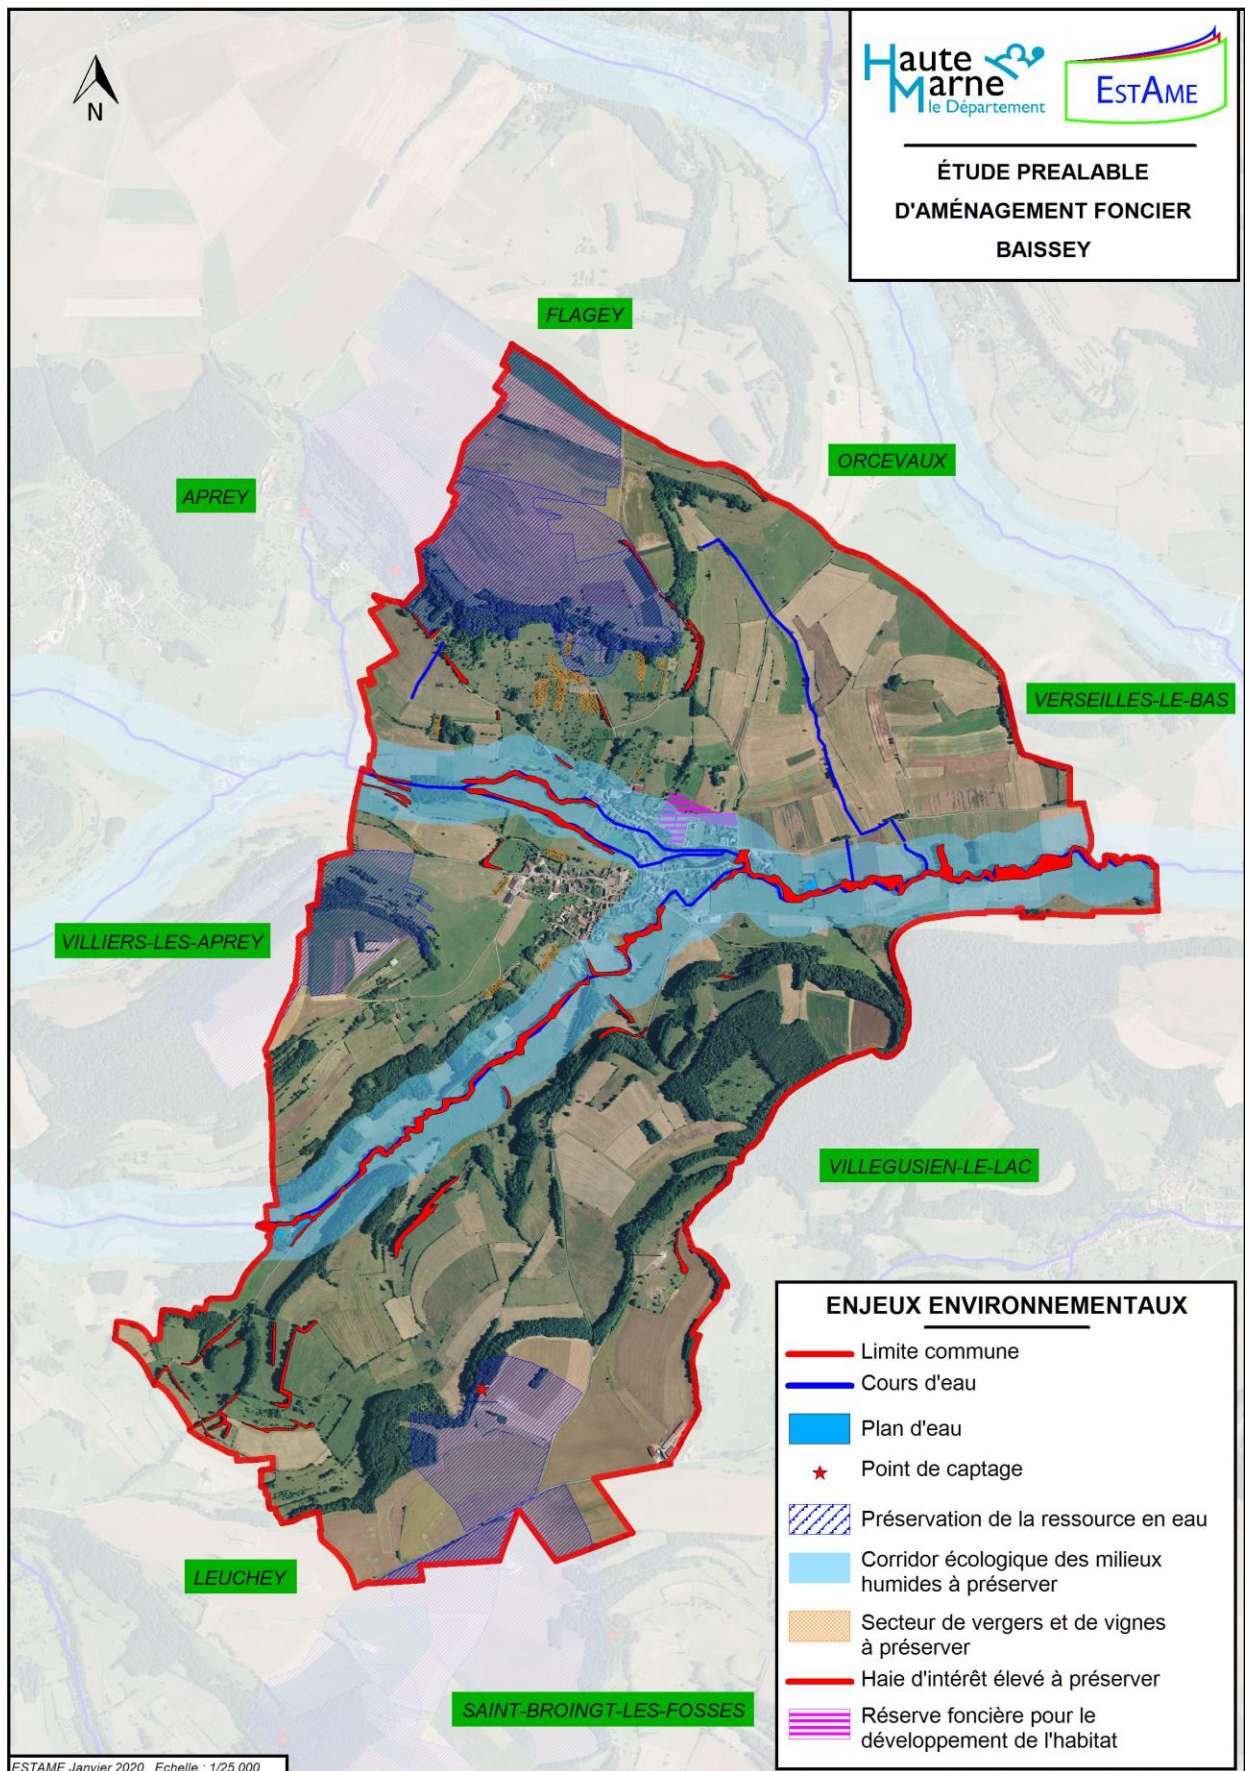 Haute
Marne
le Département
ESTAME
ÉTUDE PREALABLE
D'AMÉNAGEMENT FONCIER
BAISSEY
N
FLAGEY
ORCEVAUX
APREY
VERSEILLES-LE-BAS
VILLIERS-LES-APREY
VILLEGUSIEN-LE-LAC
LEUCHEY
SAINT-BROINGT-LES-FOSSES
ENJEUX ENVIRONNEMENTAUX
Limite commune
Cours d'eau
Plan d'eau
Point de captage
Préservation de la ressource en eau
Corridor écologique des milieux
humides à préserver
Secteur de vergers et de vignes
à préserver
Haie d'intérêt élevé à préserver
Réserve foncière pour le
développement de l'habitat
ESTAME Janvier 2020 Echelle : 1/25 000